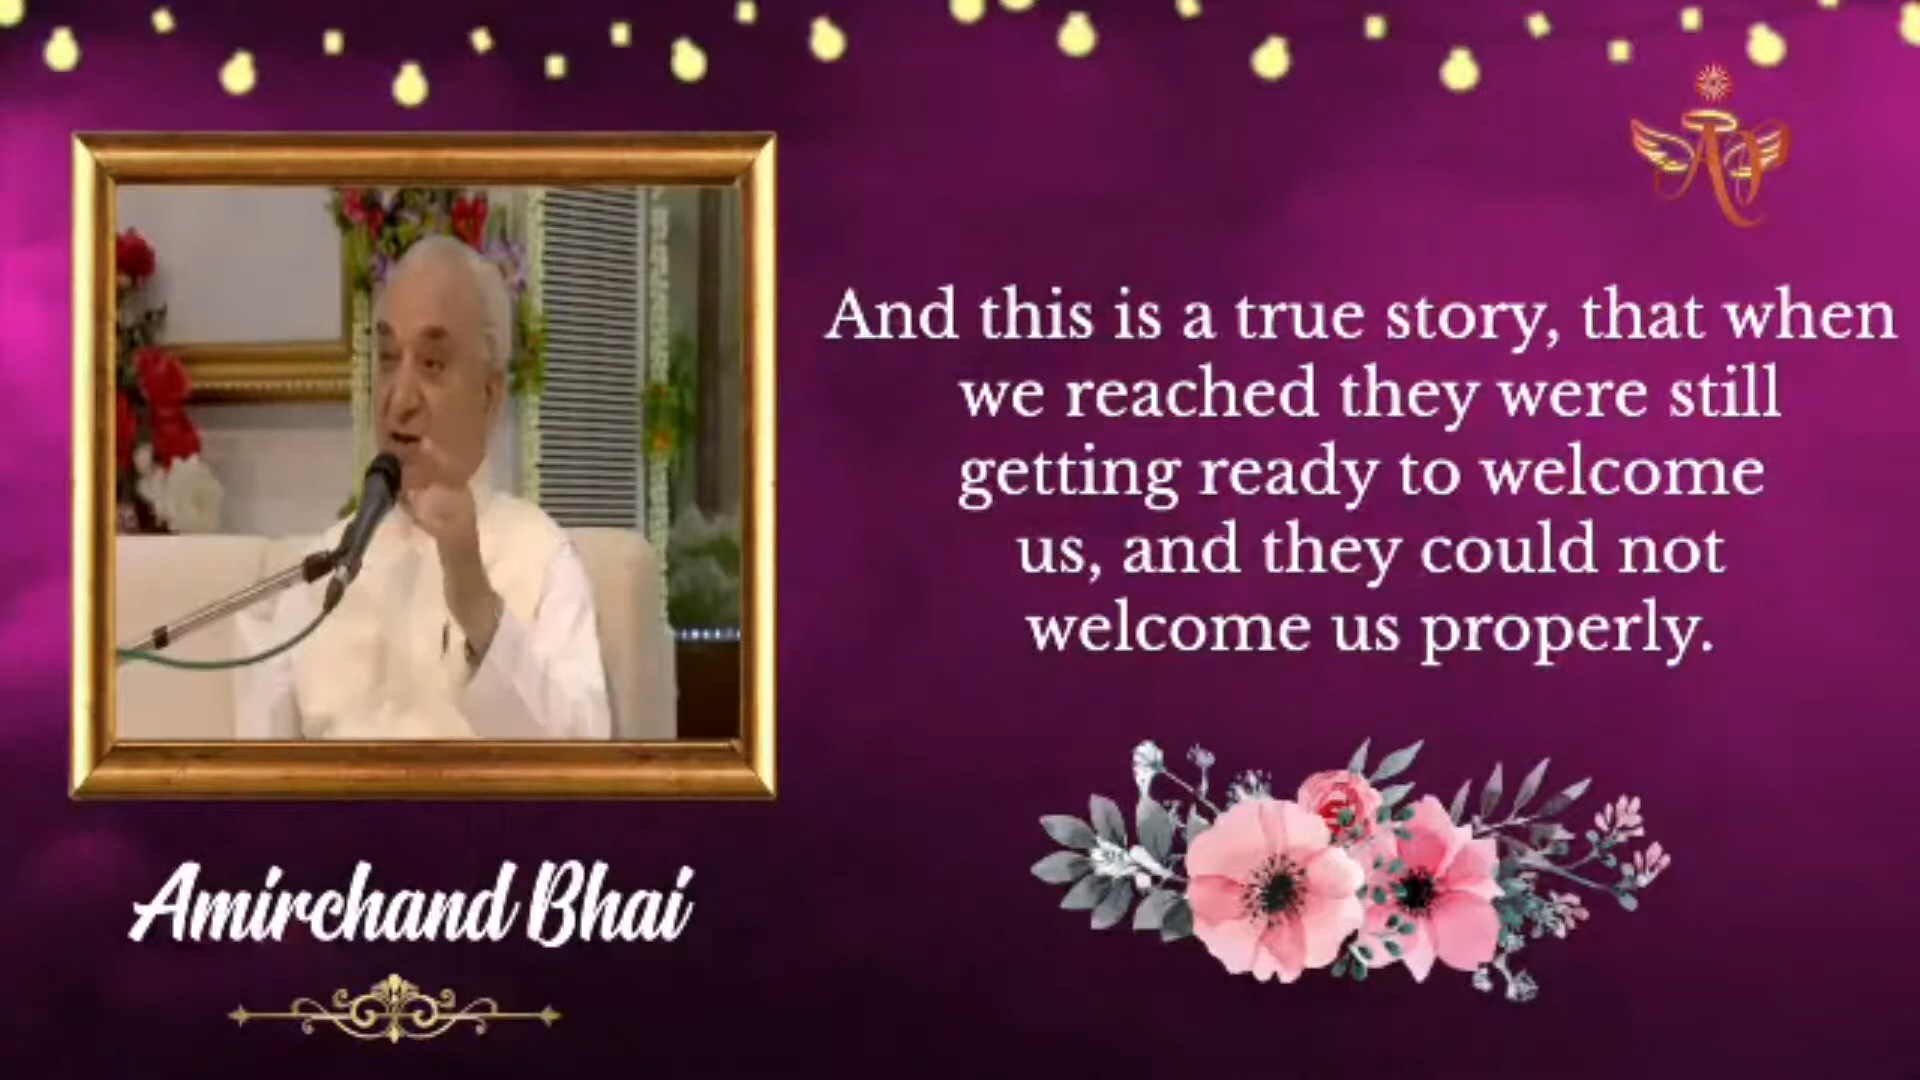 And this is a true story, that when
we reached they were still
getting ready to welcome
us, and they could not
welcome us properly.
Amirchand Bhai